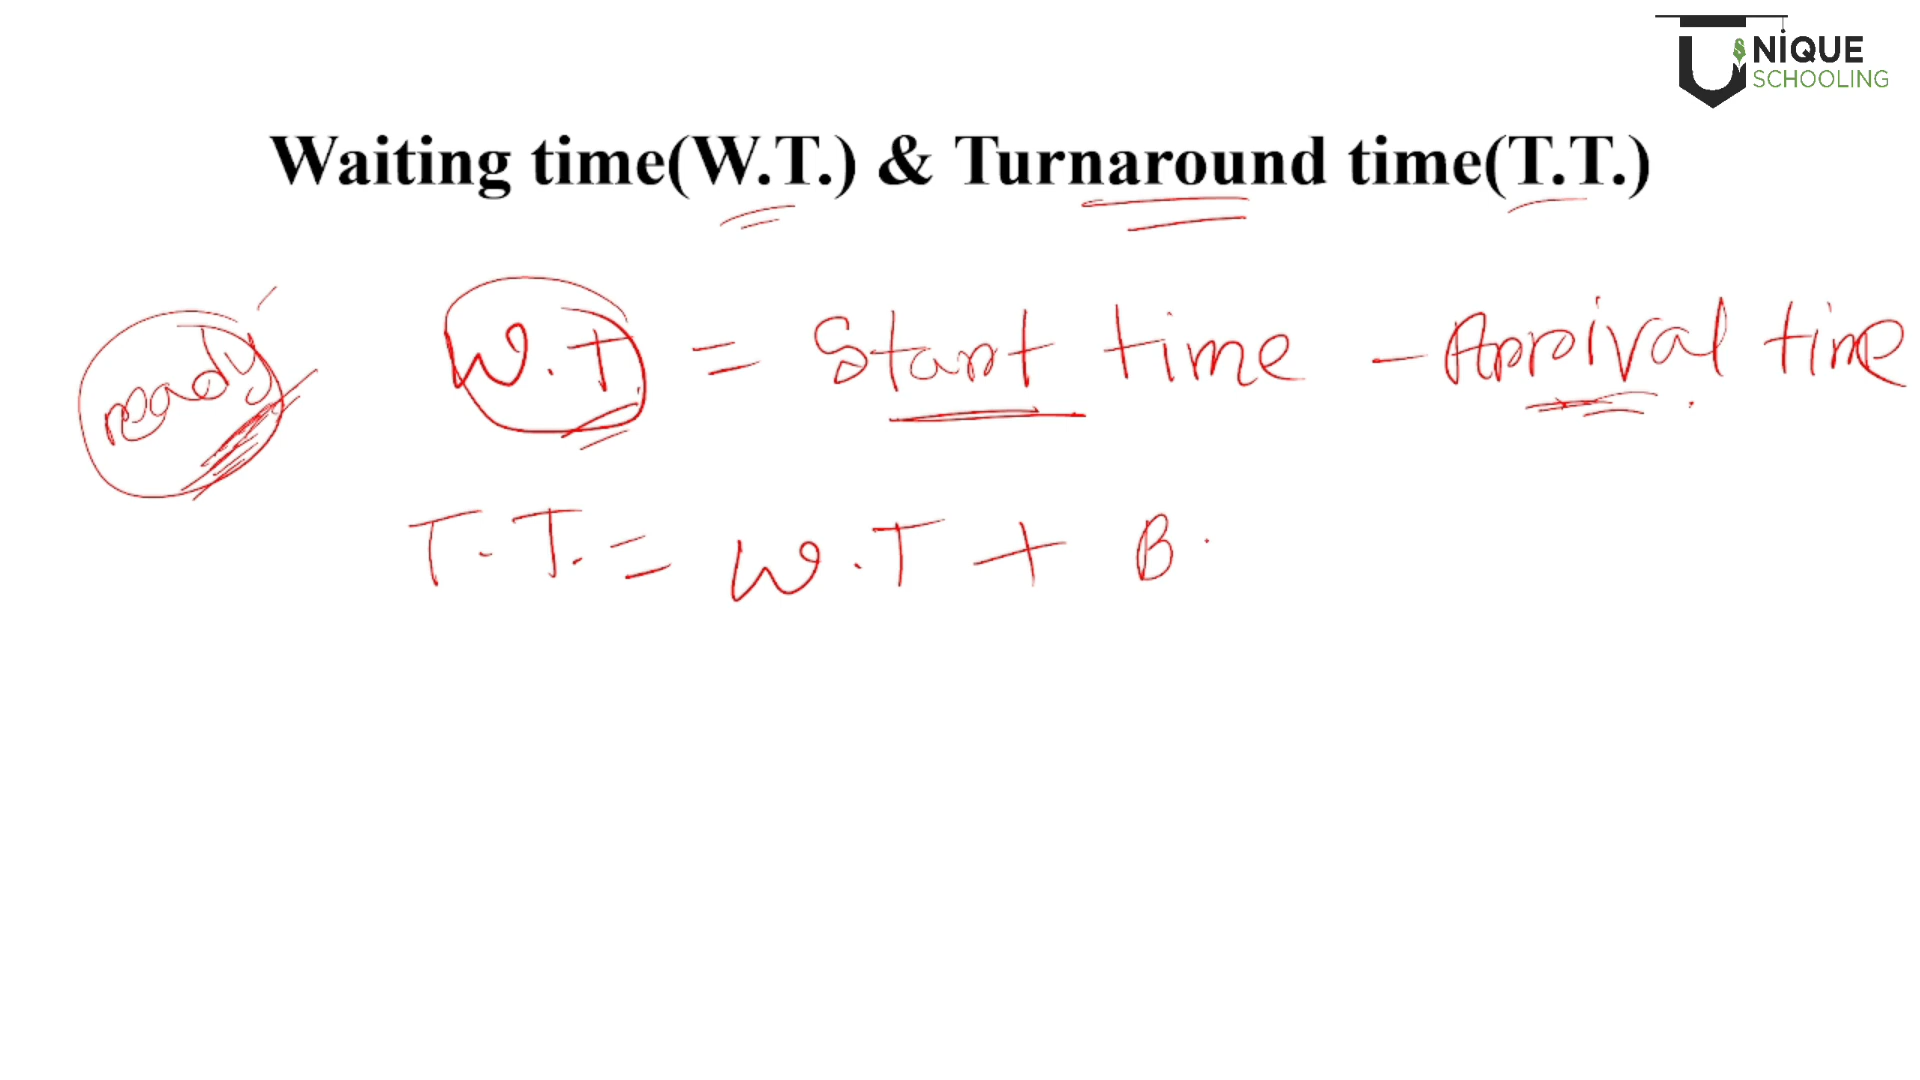 UNIQUE
SCHOOLING
Waiting time(W.T.) & Turnaround time(T.T.)
ready
W.T = Start time - Arrival time
T.T. = W.T + B.